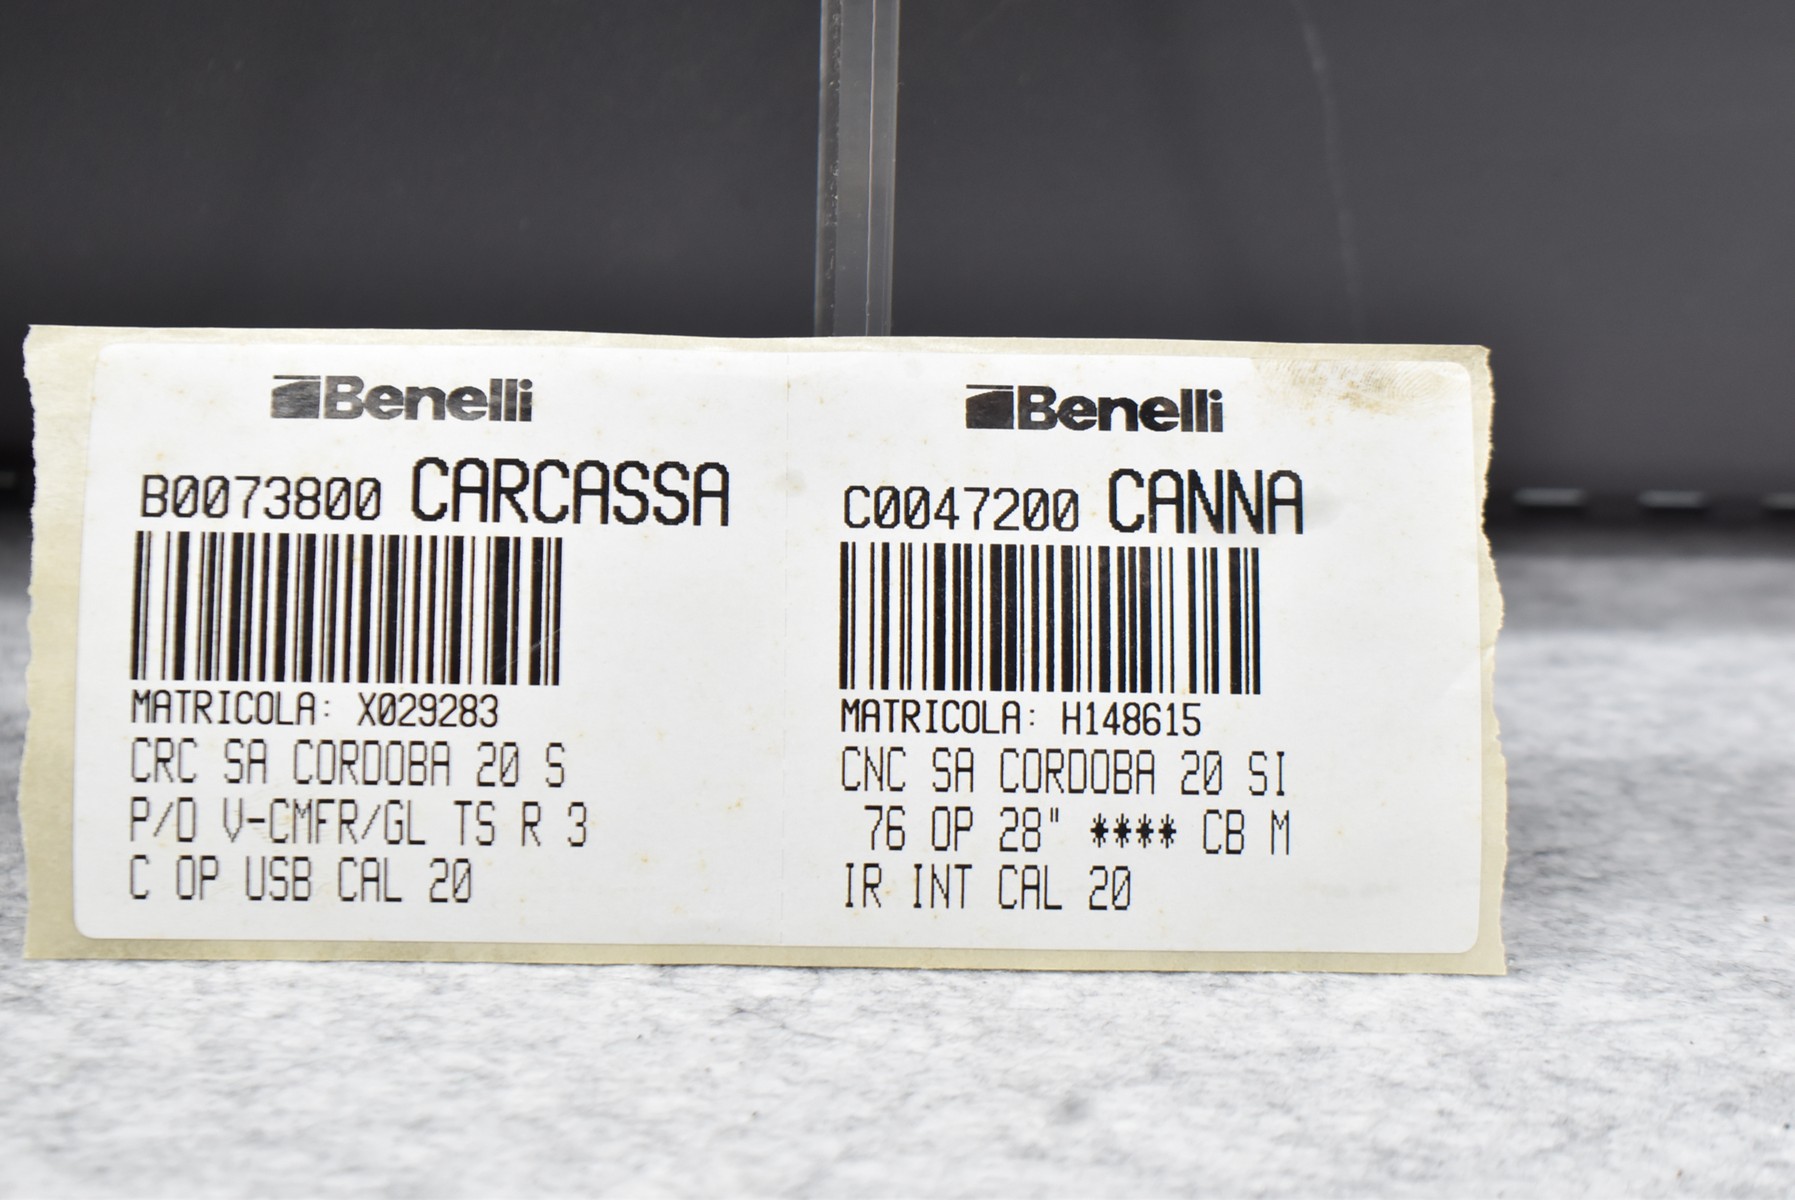 Benelli
B0073800 CARCASSA
MATRICOLA: X029283
CRC SA CORDOBA 20 S
P/D V-CMFR/GL TS R 3
C OP USB CAL 20
Benelli
C0047200 CANNA
MATRICOLA: H148615
CNC SA CORDOBA 20 SI
76 OP 28" **** CB M
IR INT CAL 20